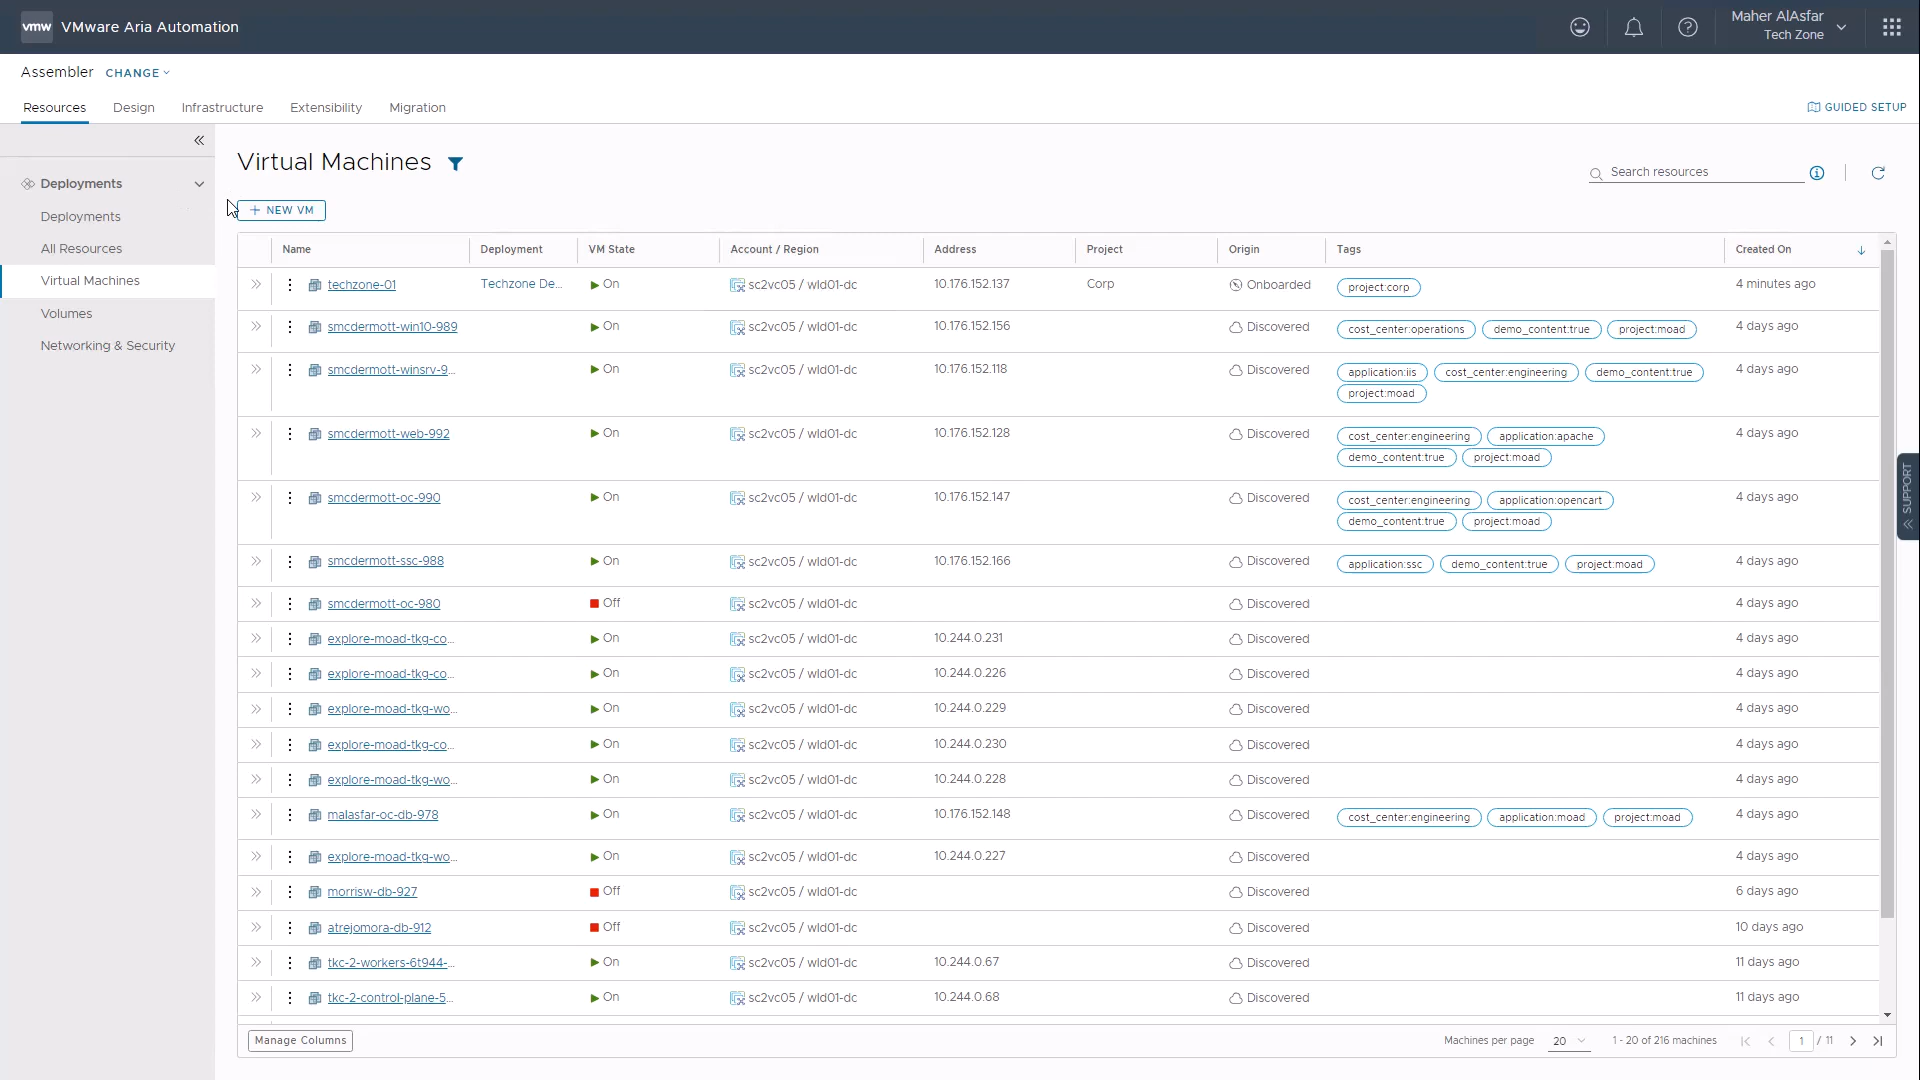 vmw VMware Aria Automation
Maher AlAsfar
Tech Zone
Assembler CHANGE
Resources Design Infrastructure Extensibility Migration
GUIDED SETUP
Deployments
Deployments
All Resources
Virtual Machines
Volumes
Networking & Security
Virtual Machines
Search resources
+ NEW VM
Name Deployment VM State Account / Region Address Project Origin Tags Created On
techzone-01 Techzone De... On sc2vc05 / wld01-dc 10.176.152.137 Corp Onboarded project:corp 4 minutes ago
smcdermott-win10-989 On sc2vc05 / wld01-dc 10.176.152.156 Discovered cost_center:operations demo_content:true project:moad 4 days ago
smcdermott-winsrv-9... On sc2vc05 / wld01-dc 10.176.152.118 Discovered application:iis cost_center:engineering demo_content:true 4 days ago
project:moad
smcdermott-web-992 On sc2vc05 / wld01-dc 10.176.152.128 Discovered cost_center:engineering application:apache 4 days ago
demo_content:true project:moad
smcdermott-oc-990 On sc2vc05 / wld01-dc 10.176.152.147 Discovered cost_center:engineering application:opencart 4 days ago
demo_content:true project:moad
smcdermott-ssc-988 On sc2vc05 / wld01-dc 10.176.152.166 Discovered application:ssc demo_content:true project:moad 4 days ago
smcdermott-oc-980 Off sc2vc05 / wld01-dc Discovered 4 days ago
explore-moad-tkg-co... On sc2vc05 / wld01-dc 10.244.0.231 Discovered 4 days ago
explore-moad-tkg-co... On sc2vc05 / wld01-dc 10.244.0.226 Discovered 4 days ago
explore-moad-tkg-wo... On sc2vc05 / wld01-dc 10.244.0.229 Discovered 4 days ago
explore-moad-tkg-co... On sc2vc05 / wld01-dc 10.244.0.230 Discovered 4 days ago
explore-moad-tkg-wo... On sc2vc05 / wld01-dc 10.244.0.228 Discovered 4 days ago
malasfar-oc-db-978 On sc2vc05 / wld01-dc 10.176.152.148 Discovered cost_center:engineering application:moad project:moad 4 days ago
explore-moad-tkg-wo... On sc2vc05 / wld01-dc 10.244.0.227 Discovered 4 days ago
morrisw-db-927 Off sc2vc05 / wld01-dc Discovered 6 days ago
atrejomora-db-912 Off sc2vc05 / wld01-dc Discovered 10 days ago
tkc-2-workers-6t944-... On sc2vc05 / wld01-dc 10.244.0.67 Discovered 11 days ago
tkc-2-control-plane-5... On sc2vc05 / wld01-dc 10.244.0.68 Discovered 11 days ago
Manage Columns
Machines per page 20 1 - 20 of 216 machines 1 / 11
SUPPORT